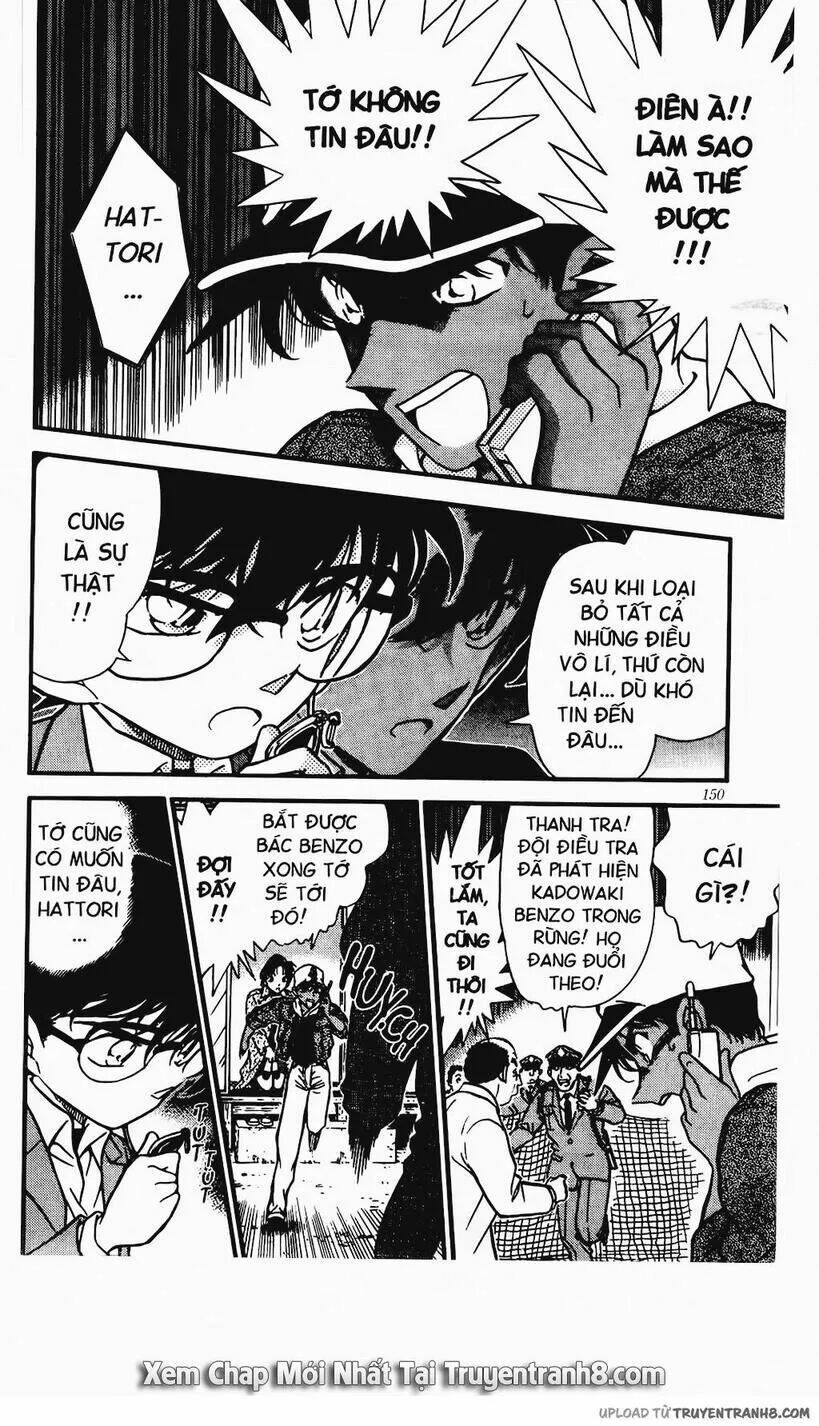 ĐIÊN À!!
LÀM SAO
MÀ THẾ
ĐƯỢC
!!!
TỚ KHÔNG
TIN ĐÂU!!
HAT-
TORI
...
SAU KHI LOẠI
BỎ TẤT CẢ
NHỮNG ĐIỀU
VÔ LÍ, THỨ CÒN
LẠI... DÙ KHÓ
TIN ĐẾN
ĐÂU...
CŨNG
LÀ SỰ
THẬT
!!
150
CÁI
GÌ?!
THANH TRA!
ĐỘI ĐIỀU TRA
ĐÃ PHÁT HIỆN
KADOWAKI
BENZO TRONG
RỪNG! HỌ
ĐANG ĐUỔI
THEO!
TỐT
LẮM,
TA
CŨNG
ĐI
THÔI
!!
BẮT ĐƯỢC
BÁC BENZO
XONG TỚ
SẼ TỚI
ĐÓ!
ĐỢI
ĐẤY
!!
HUỴCH
TỚ CŨNG
CÓ MUỐN
TIN ĐÂU,
HATTORI
...
TUT
TUT
Xem Chap Mới Nhất Tại Truyentranh8.com
UPLOAD TỪ TRUYENTRANH8.COM